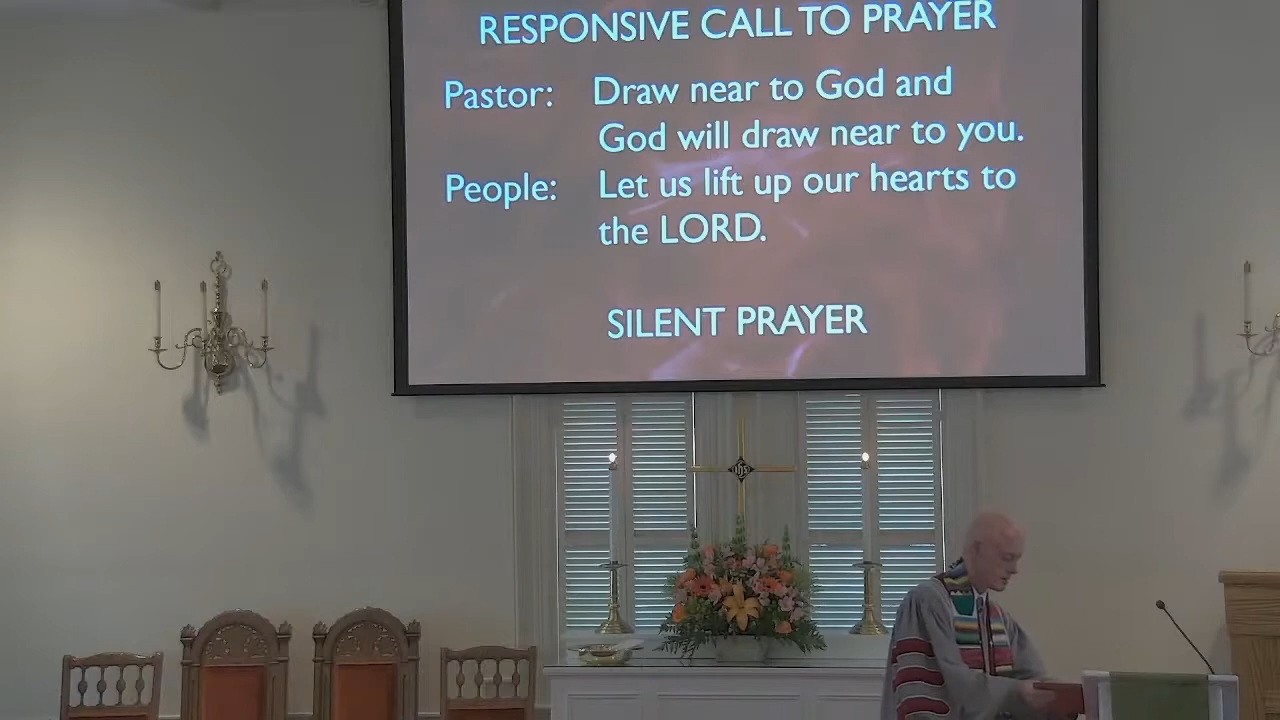 RESPONSIVE CALL TO PRAYER
Pastor: Draw near to God and
God will draw near to you.
People: Let us lift up our hearts to
the LORD.
SILENT PRAYER